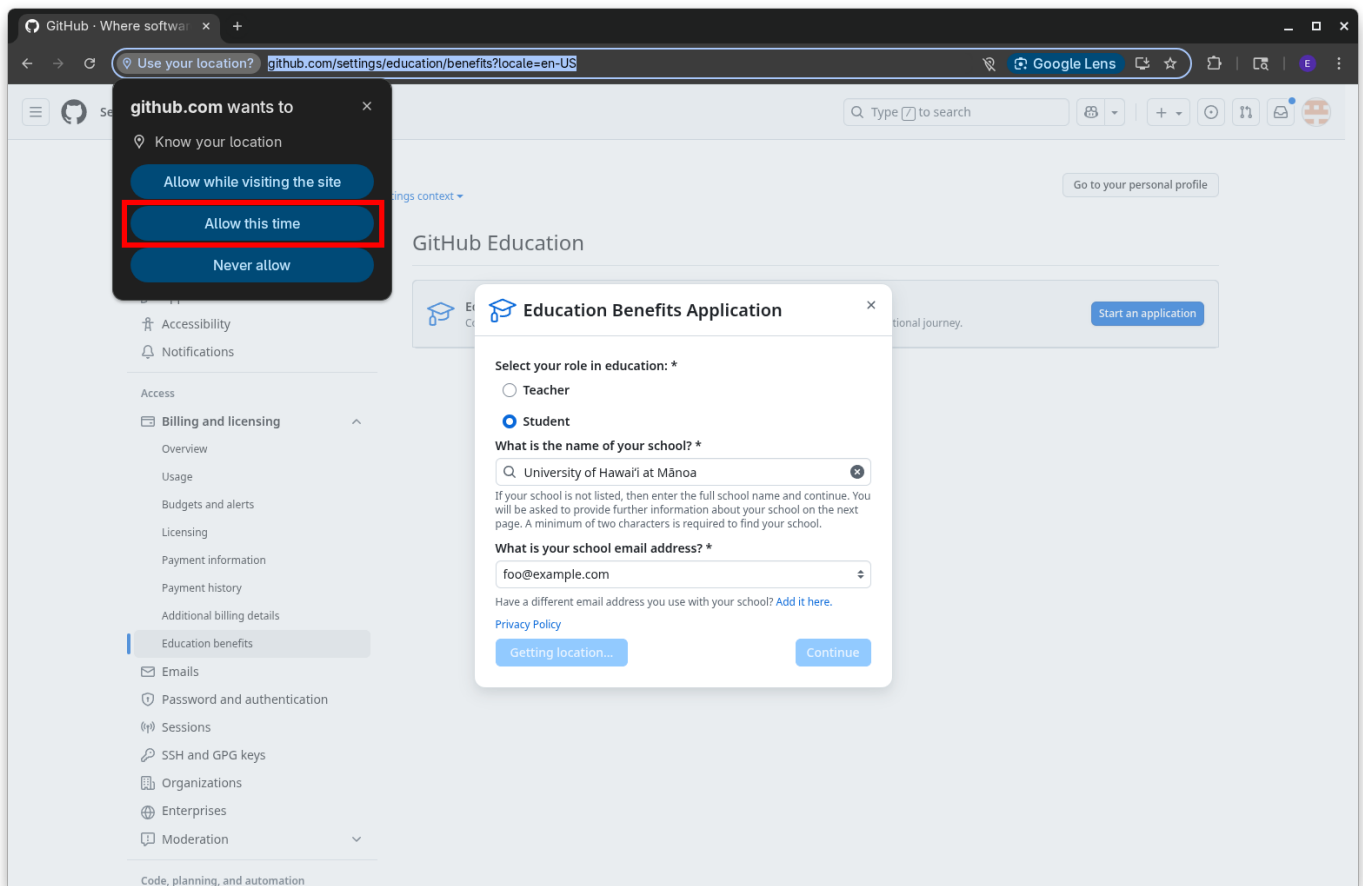 GitHub · Where softwar
Use your location?
github.com/settings/education/benefits?locale=en-US
Google Lens
E
github.com wants to
Know your location
Allow while visiting the site
Allow this time
Never allow
Type / to search
Go to your personal profile
GitHub Education
Start an application
Education Benefits Application
Select your role in education: *
Teacher
Student
What is the name of your school? *
University of Hawaiʻi at Mānoa
If your school is not listed, then enter the full school name and continue. You
will be asked to provide further information about your school on the next
page. A minimum of two characters is required to find your school.
What is your school email address? *
foo@example.com
Have a different email address you use with your school? Add it here.
Privacy Policy
Getting location...
Continue
Accessibility
Notifications
Access
Billing and licensing
Overview
Usage
Budgets and alerts
Licensing
Payment information
Payment history
Additional billing details
Education benefits
Emails
Password and authentication
Sessions
SSH and GPG keys
Organizations
Enterprises
Moderation
Code, planning, and automation